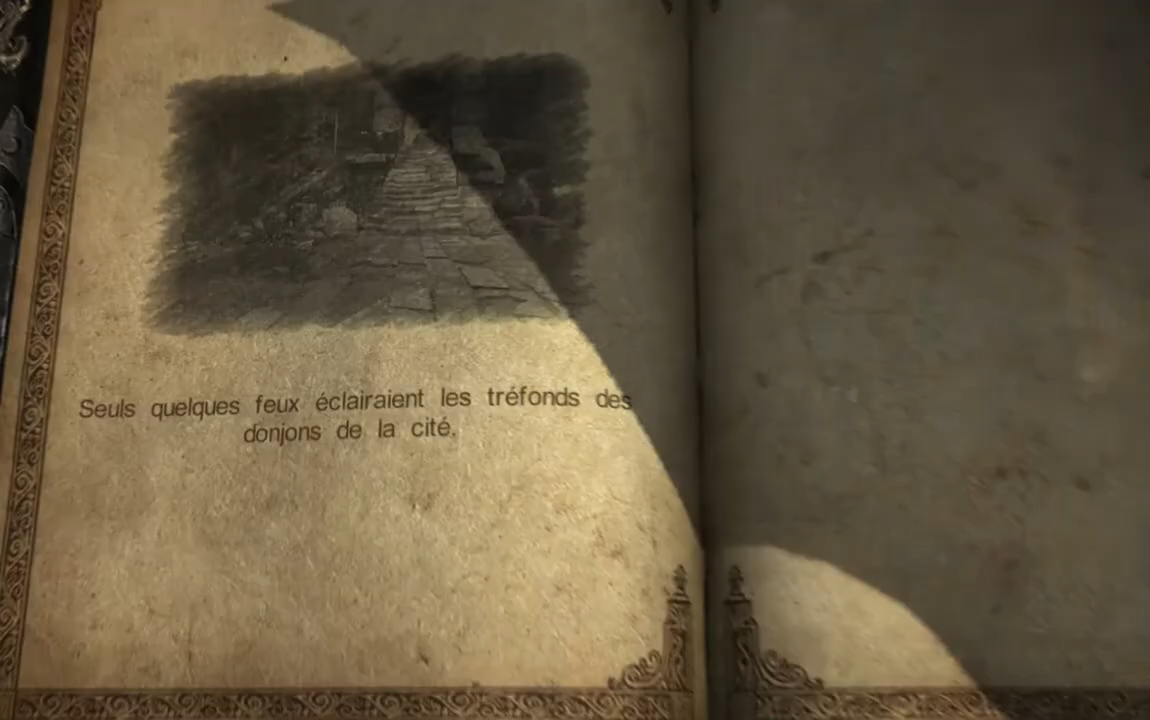 Seuls quelques feux éclairaient les tréfonds des
donjons de la cité.